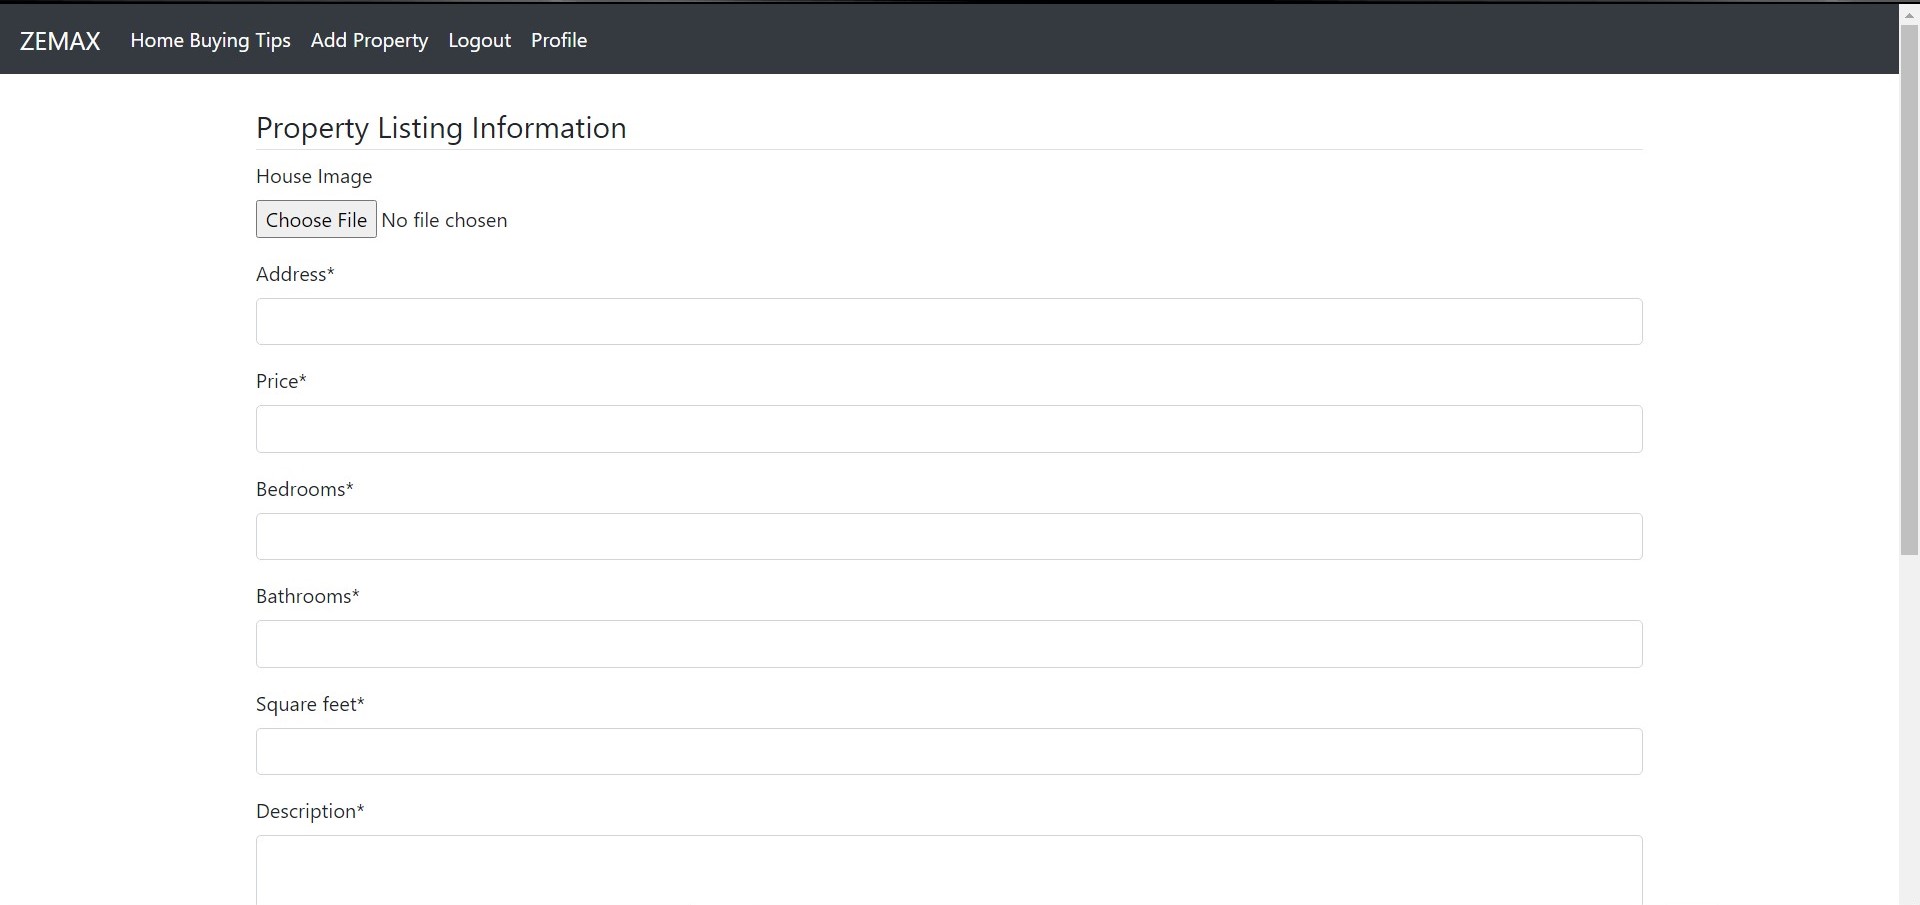 ZEMAX Home Buying Tips Add Property Logout Profile
Property Listing Information
House Image
Choose File No file chosen
Address*
Price*
Bedrooms*
Bathrooms*
Square feet*
Description*